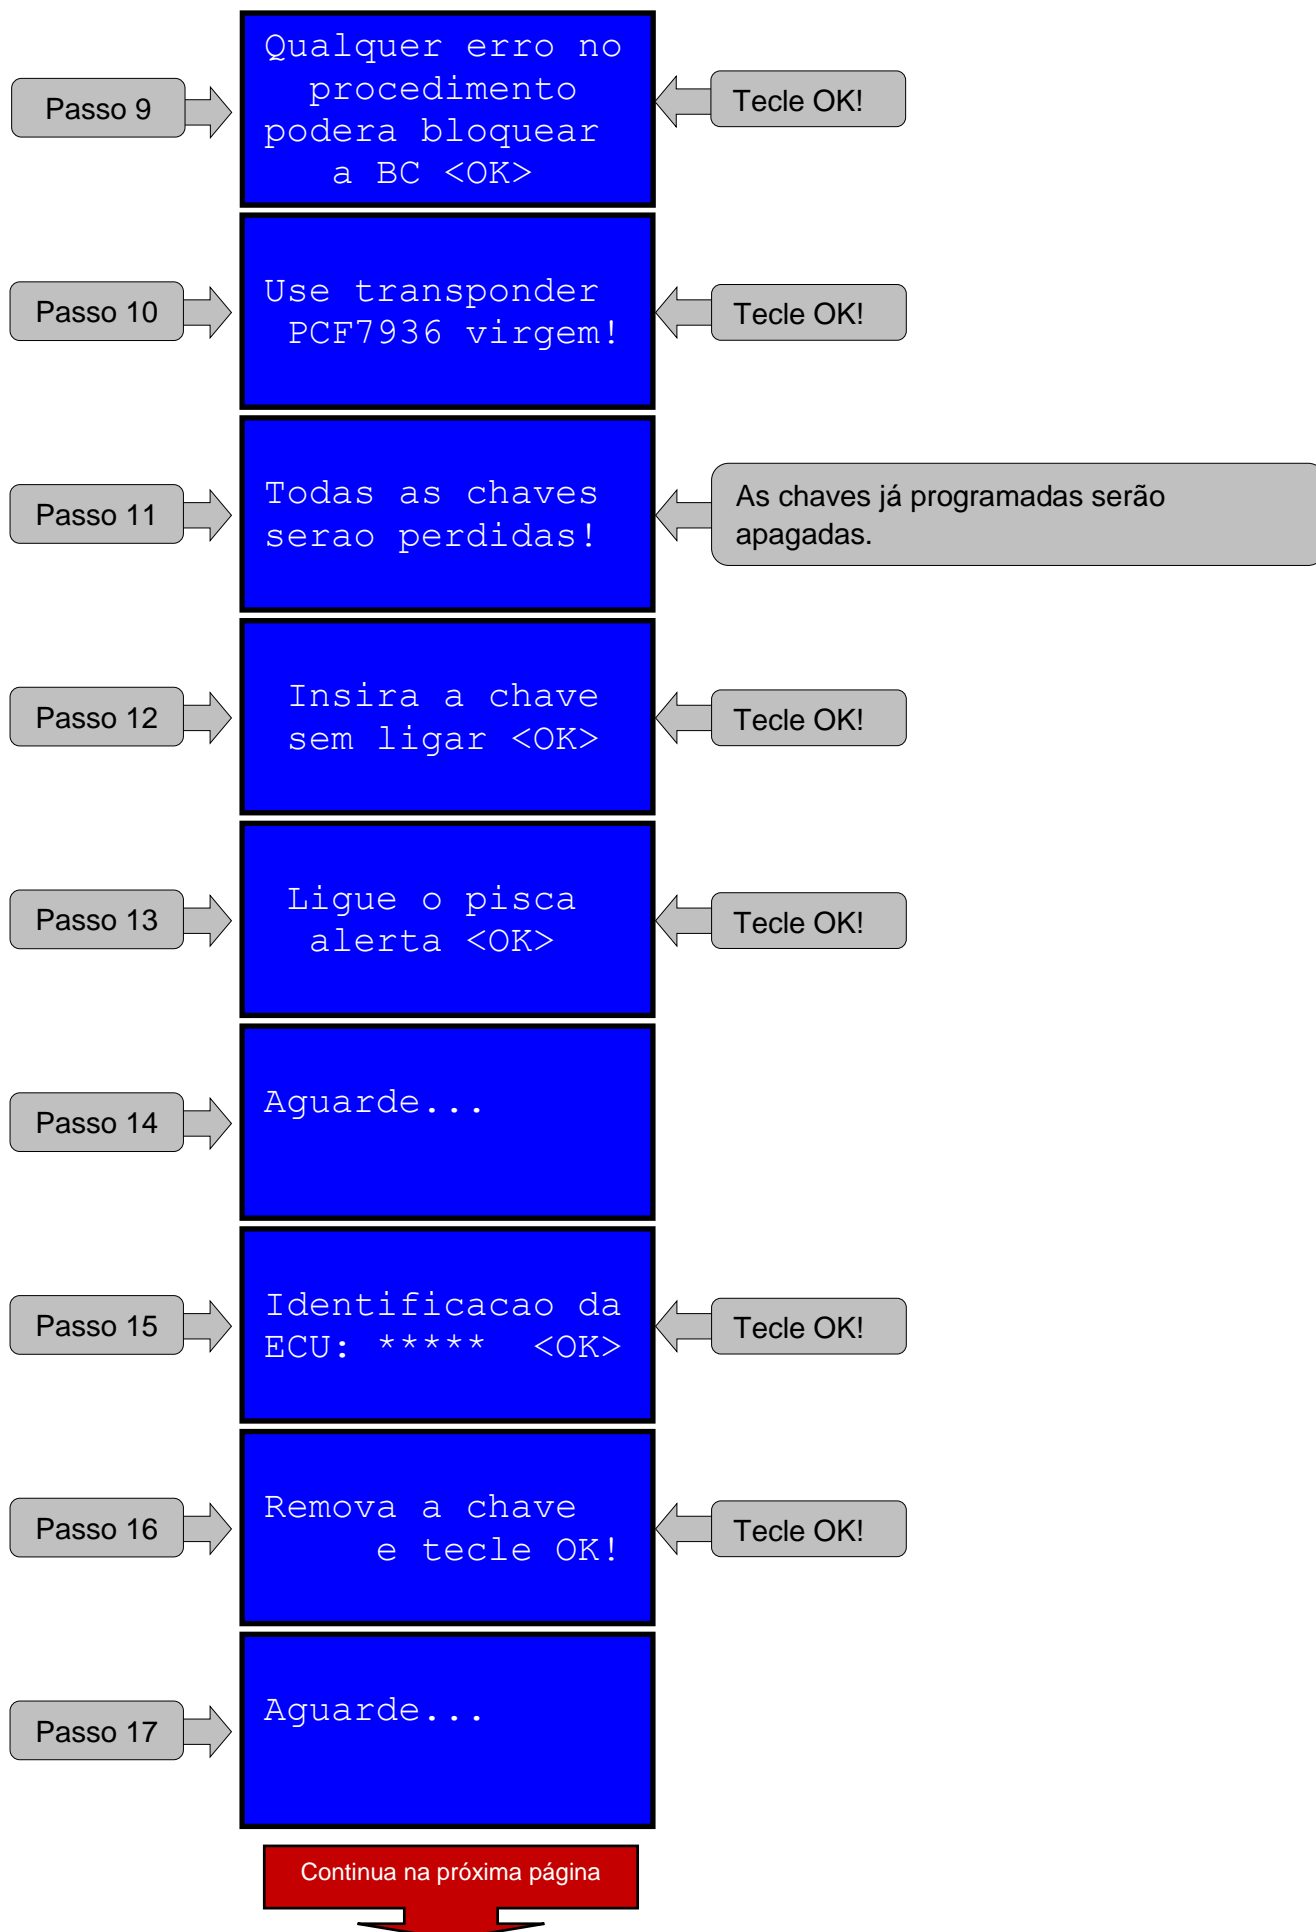 Passo 9
Qualquer erro no
procedimento
podera bloquear
a BC <OK>
Tecle OK!
Passo 10
Use transponder
PCF7936 virgem!
Tecle OK!
Passo 11
Todas as chaves
serao perdidas!
As chaves já programadas serão
apagadas.
Passo 12
Insira a chave
sem ligar <OK>
Tecle OK!
Passo 13
Ligue o pisca
alerta <OK>
Tecle OK!
Passo 14
Aguarde...
Passo 15
Identificacao da
ECU: ***** <OK>
Tecle OK!
Passo 16
Remova a chave
e tecle OK!
Tecle OK!
Passo 17
Aguarde...
Continua na próxima página